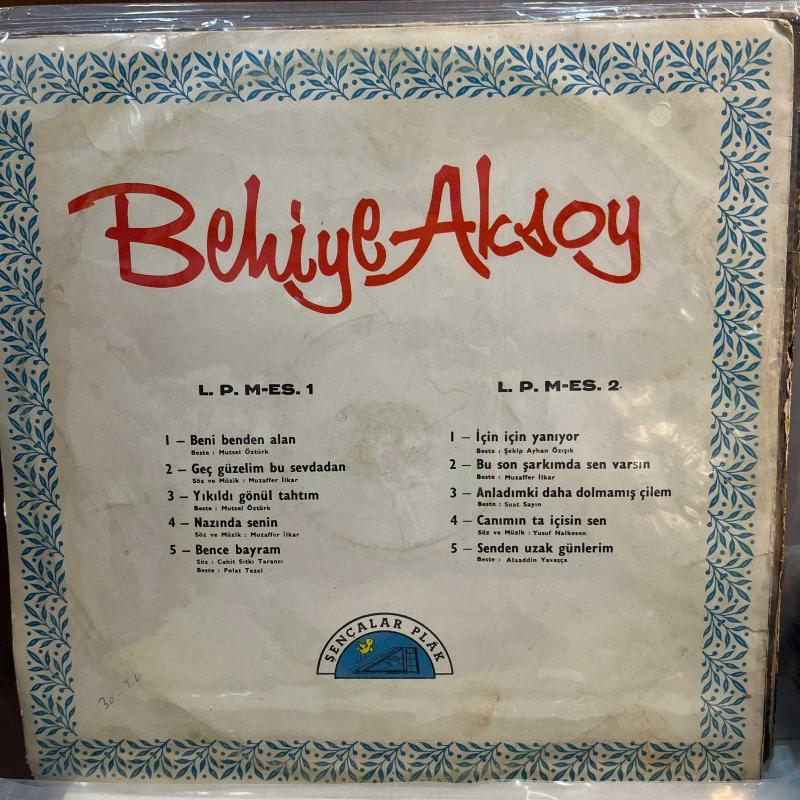 Behiye Aksoy
L. P. M-ES. 1
1 – Beni benden alan
Beste : Mutsel Öztürk
2 – Geç güzelim bu sevdadan
Söz ve Müzik : Muzaffer İlkar
3 – Yıkıldı gönül tahtım
Beste : Mutsel Öztürk
4 – Nazında senin
Söz ve Müzik : Muzaffer İlkar
5 – Bence bayram
Söz : Cahit Sıtkı Tarancı
Beste : Polat Tezel
L. P. M-ES. 2
1 – İçin için yanıyor
Beste : Şekip Ayhan Özışık
2 – Bu son şarkımda sen varsın
Beste : Muzaffer İlkar
3 – Anladımki daha dolmamış çilem
Beste : Suat Sayın
4 – Canımın ta içisin sen
Söz ve Müzik : Yusuf Nalkesen
5 – Senden uzak günlerim
Beste : Alaaddin Yavaşça
SENÇALAR PLÂK
30- T.L